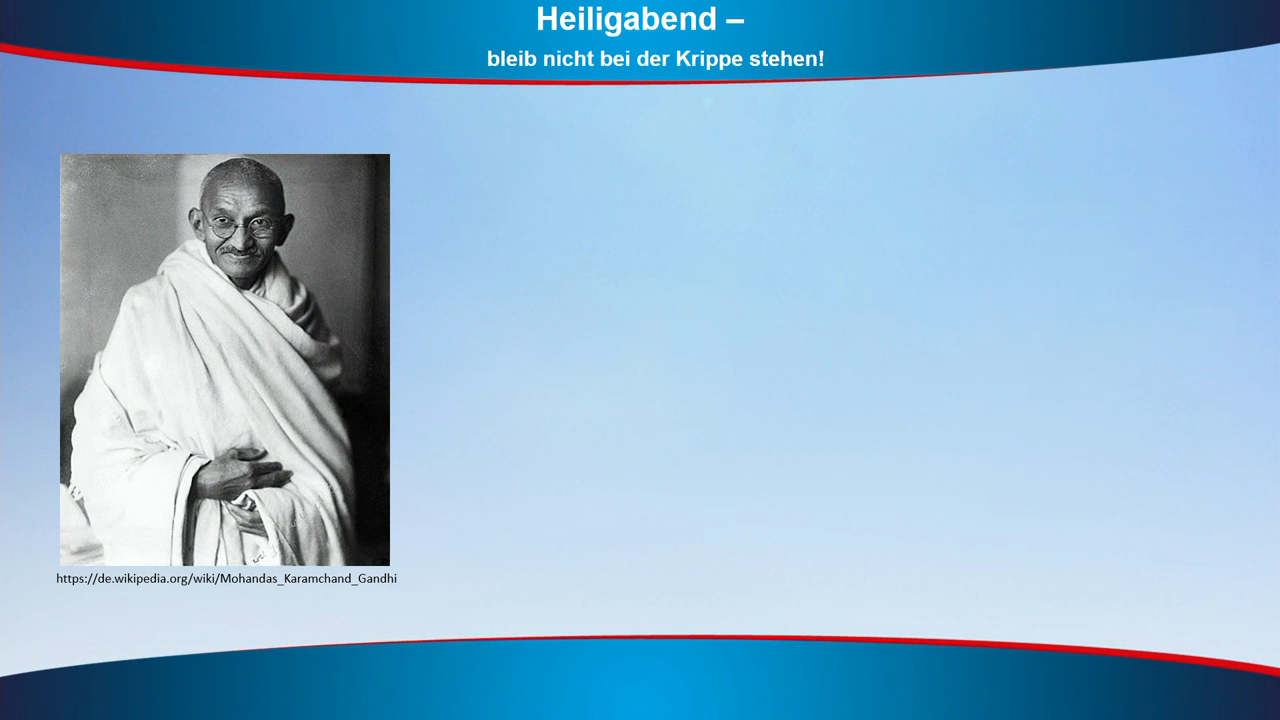 Heiligabend –
bleib nicht bei der Krippe stehen!
https://de.wikipedia.org/wiki/Mohandas_Karamchand_Gandhi